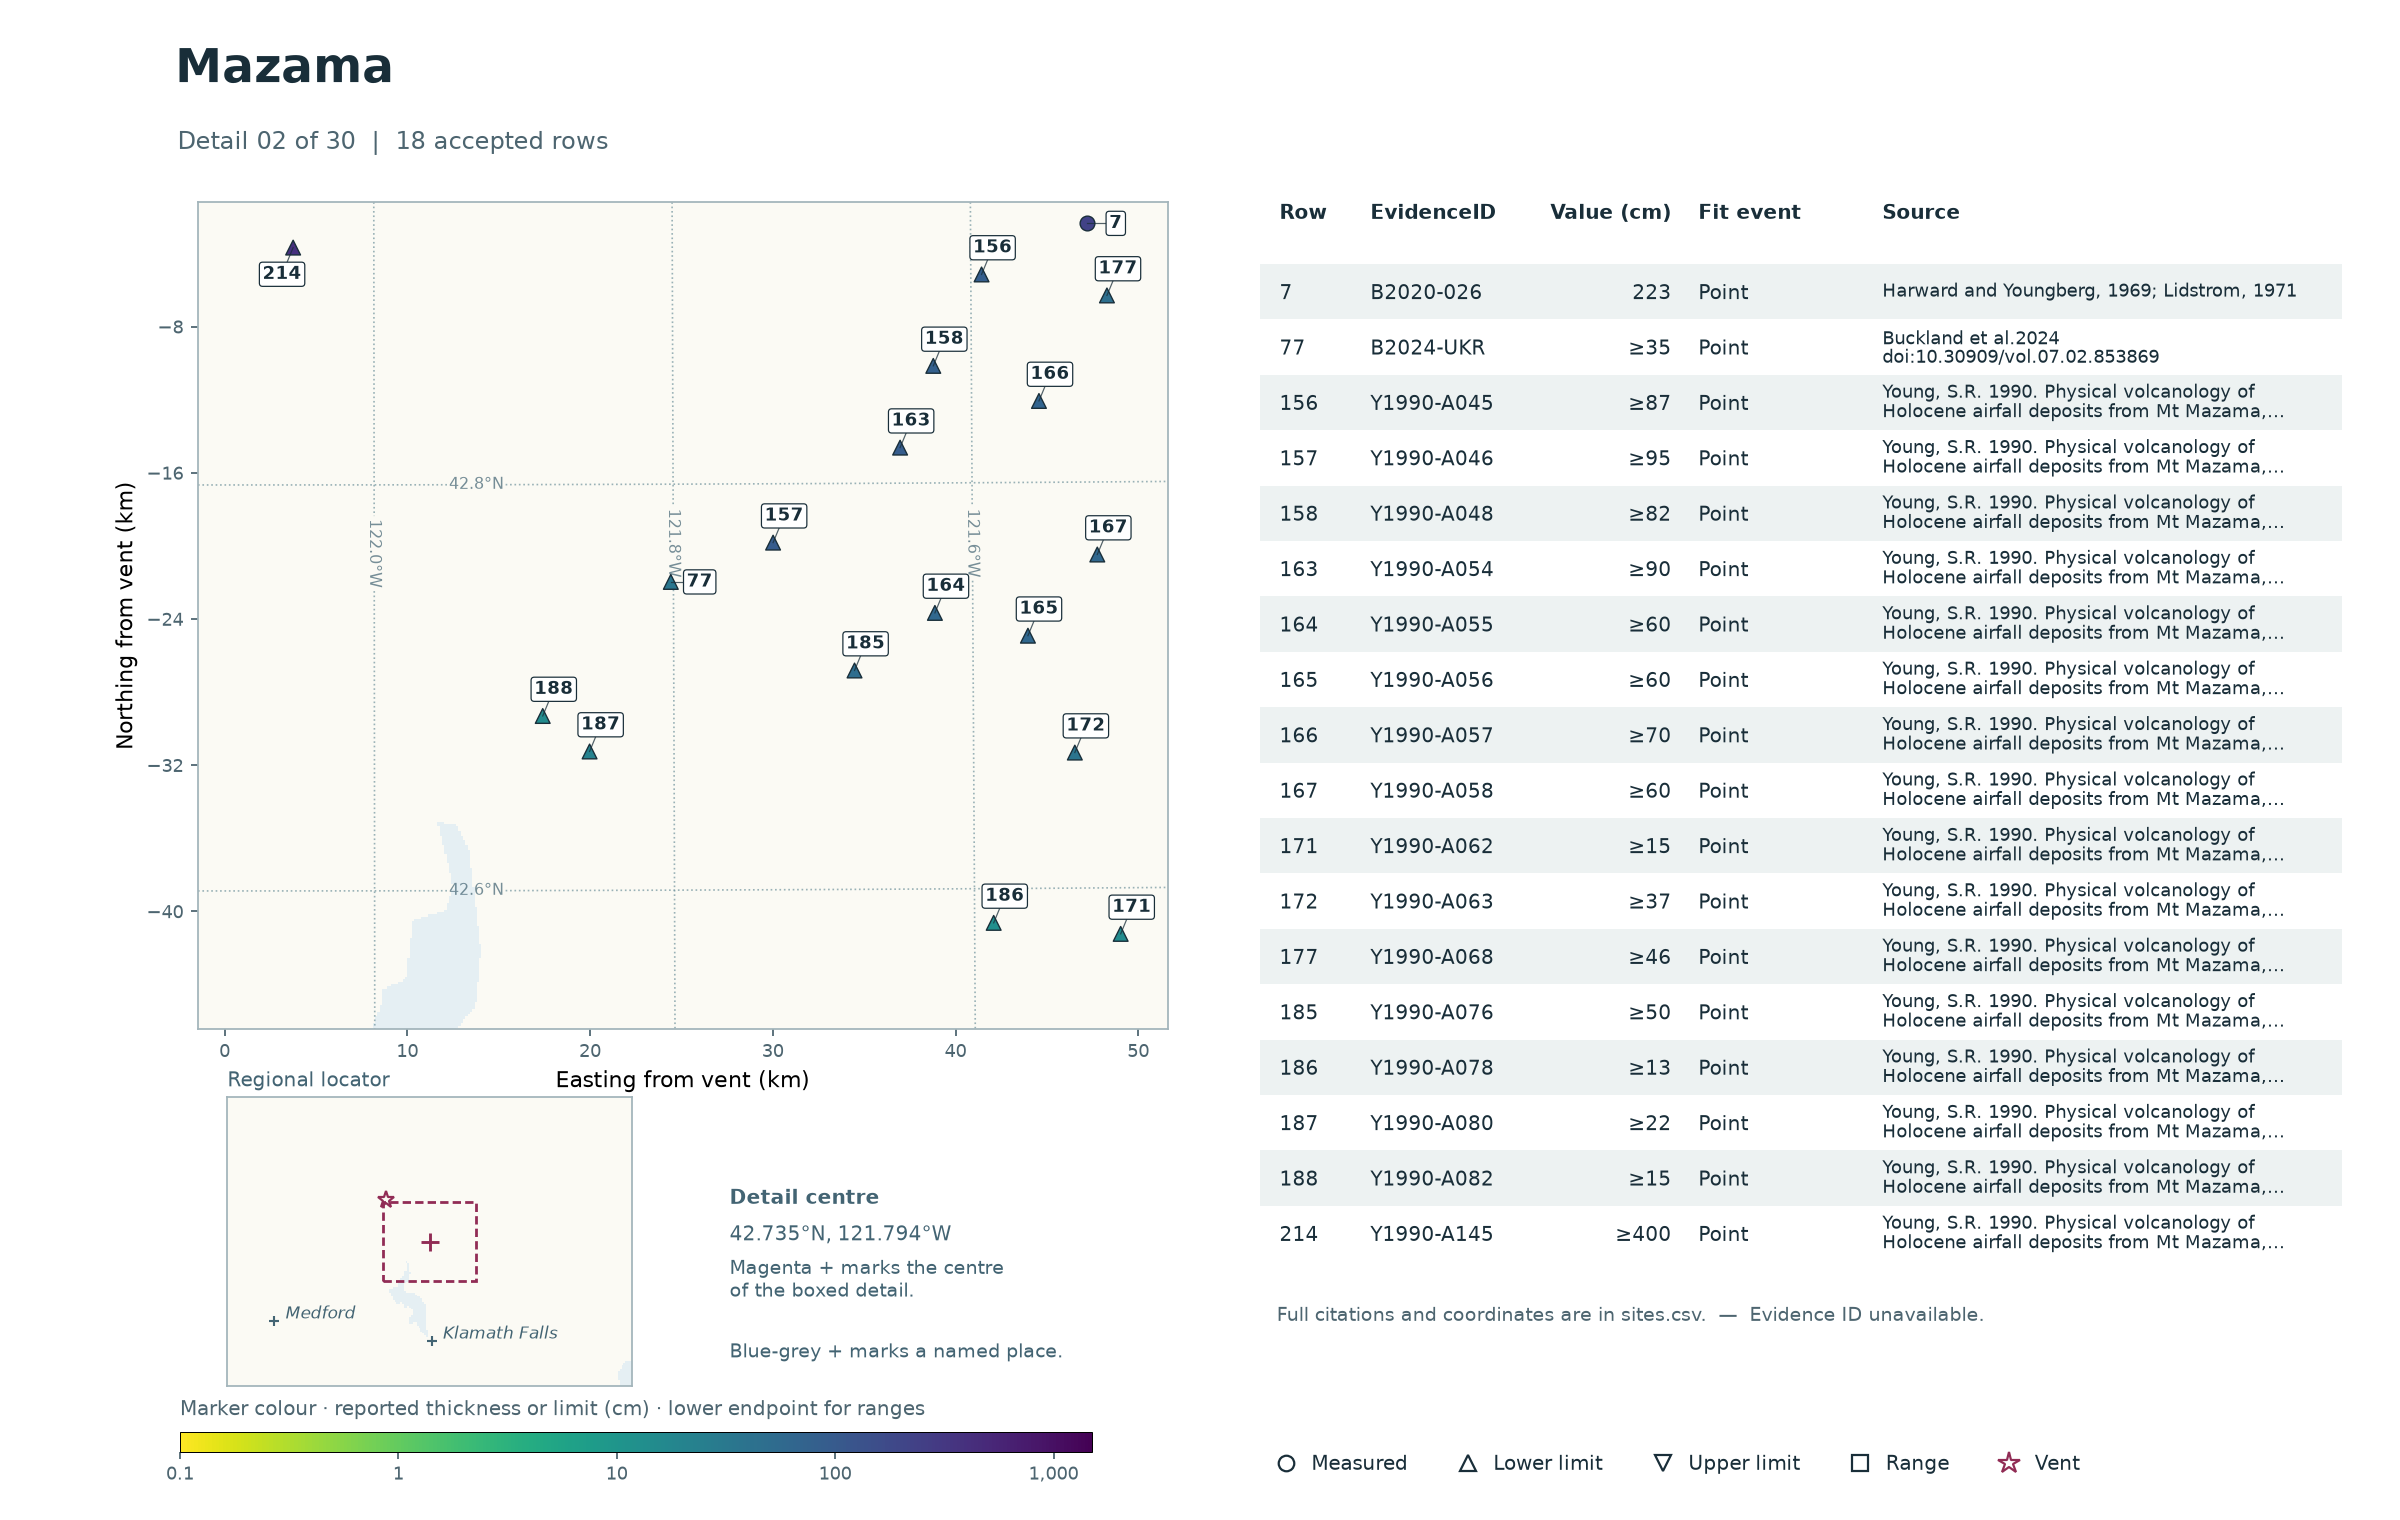 Mazama
Detail 02 of 30 | 18 accepted rows
7
156
214
177
−8
158
166
163
−16
42.8°N
157
122.0°W
121.8°W
121.6°W
167
77
164
−24
165
185
188
187
172
−32
42.6°N
186
171
−40
Northing from vent (km)
0 10 20 30 40 50
Easting from vent (km)
Regional locator
Medford
Klamath Falls
Detail centre
42.735°N, 121.794°W
Magenta + marks the centre
of the boxed detail.
Blue-grey + marks a named place.
Marker colour · reported thickness or limit (cm) · lower endpoint for ranges
0.1 1 10 100 1,000
Row EvidenceID Value (cm) Fit event Source
7 B2020-026 223 Point Harward and Youngberg, 1969; Lidstrom, 1971
77 B2024-UKR ≥35 Point Buckland et al.2024
doi:10.30909/vol.07.02.853869
156 Y1990-A045 ≥87 Point Young, S.R. 1990. Physical volcanology of
Holocene airfall deposits from Mt Mazama,…
157 Y1990-A046 ≥95 Point Young, S.R. 1990. Physical volcanology of
Holocene airfall deposits from Mt Mazama,…
158 Y1990-A048 ≥82 Point Young, S.R. 1990. Physical volcanology of
Holocene airfall deposits from Mt Mazama,…
163 Y1990-A054 ≥90 Point Young, S.R. 1990. Physical volcanology of
Holocene airfall deposits from Mt Mazama,…
164 Y1990-A055 ≥60 Point Young, S.R. 1990. Physical volcanology of
Holocene airfall deposits from Mt Mazama,…
165 Y1990-A056 ≥60 Point Young, S.R. 1990. Physical volcanology of
Holocene airfall deposits from Mt Mazama,…
166 Y1990-A057 ≥70 Point Young, S.R. 1990. Physical volcanology of
Holocene airfall deposits from Mt Mazama,…
167 Y1990-A058 ≥60 Point Young, S.R. 1990. Physical volcanology of
Holocene airfall deposits from Mt Mazama,…
171 Y1990-A062 ≥15 Point Young, S.R. 1990. Physical volcanology of
Holocene airfall deposits from Mt Mazama,…
172 Y1990-A063 ≥37 Point Young, S.R. 1990. Physical volcanology of
Holocene airfall deposits from Mt Mazama,…
177 Y1990-A068 ≥46 Point Young, S.R. 1990. Physical volcanology of
Holocene airfall deposits from Mt Mazama,…
185 Y1990-A076 ≥50 Point Young, S.R. 1990. Physical volcanology of
Holocene airfall deposits from Mt Mazama,…
186 Y1990-A078 ≥13 Point Young, S.R. 1990. Physical volcanology of
Holocene airfall deposits from Mt Mazama,…
187 Y1990-A080 ≥22 Point Young, S.R. 1990. Physical volcanology of
Holocene airfall deposits from Mt Mazama,…
188 Y1990-A082 ≥15 Point Young, S.R. 1990. Physical volcanology of
Holocene airfall deposits from Mt Mazama,…
214 Y1990-A145 ≥400 Point Young, S.R. 1990. Physical volcanology of
Holocene airfall deposits from Mt Mazama,…
Full citations and coordinates are in sites.csv. — Evidence ID unavailable.
Measured Lower limit Upper limit Range Vent